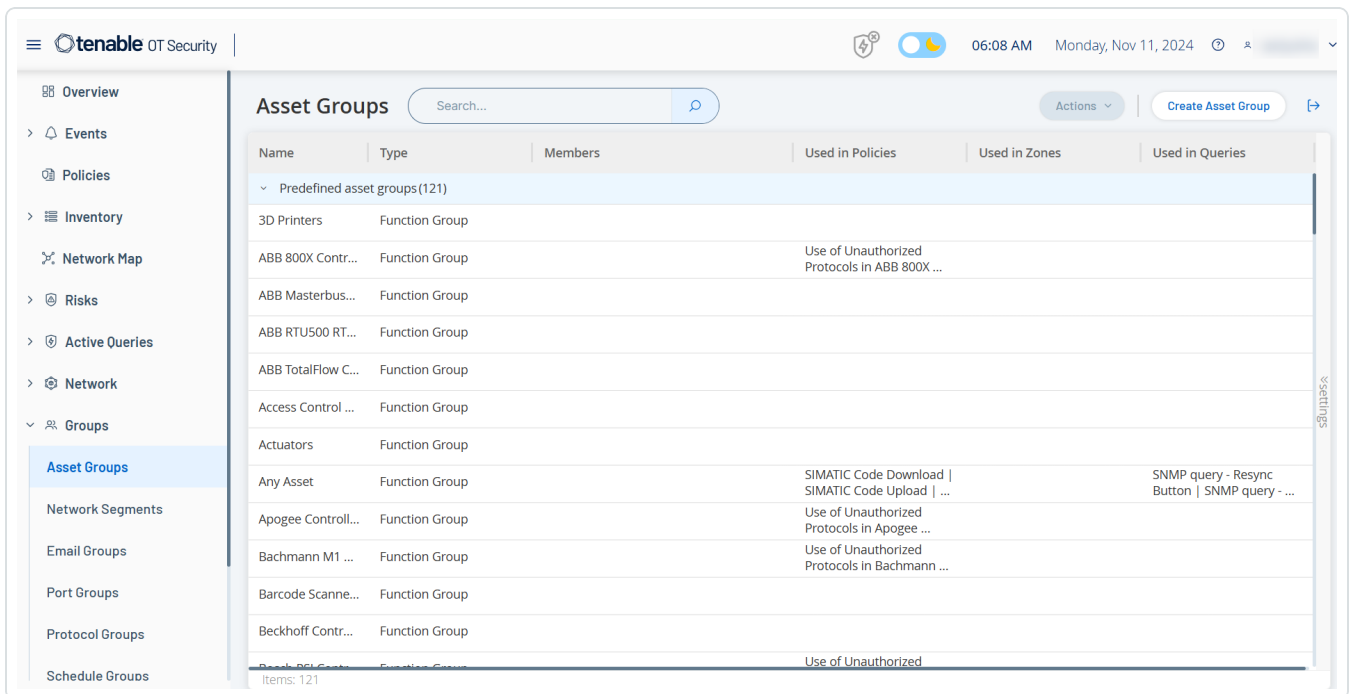 tenable OT Security
06:08 AM Monday, Nov 11, 2024
Overview
Events
Policies
Inventory
Network Map
Risks
Active Queries
Network
Groups
Asset Groups
Network Segments
Email Groups
Port Groups
Protocol Groups
Schedule Groups
Asset Groups Search... Actions Create Asset Group
Name Type Members Used in Policies Used in Zones Used in Queries
Predefined asset groups (121)
3D Printers Function Group
ABB 800X Contr... Function Group Use of Unauthorized
Protocols in ABB 800X ...
ABB Masterbus... Function Group
ABB RTU500 RT... Function Group
ABB TotalFlow C... Function Group
Access Control ... Function Group
Actuators Function Group
Any Asset Function Group SIMATIC Code Download | SNMP query - Resync
SIMATIC Code Upload | ... Button | SNMP query - ...
Apogee Controll... Function Group Use of Unauthorized
Protocols in Apogee ...
Bachmann M1 ... Function Group Use of Unauthorized
Protocols in Bachmann ...
Barcode Scanne... Function Group
Beckhoff Contr... Function Group
Use of Unauthorized
Items: 121
settings